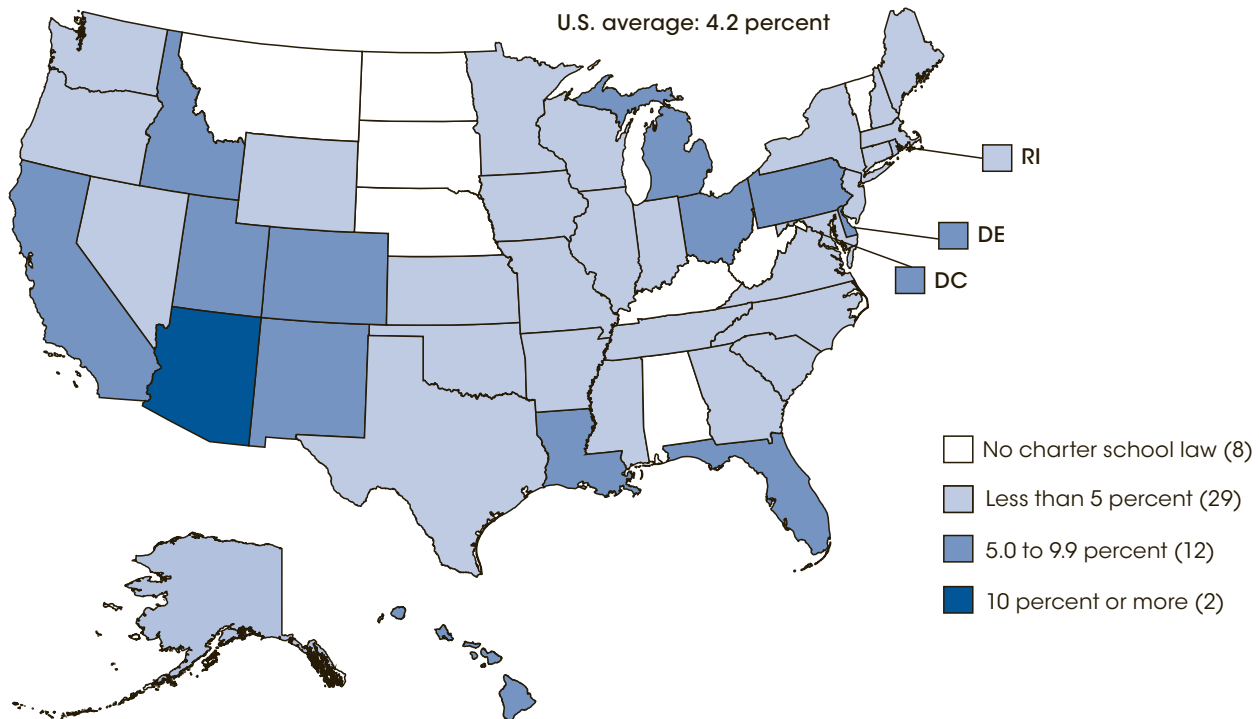 U.S. average: 4.2 percent
RI
DE
DC
No charter school law (8)
Less than 5 percent (29)
5.0 to 9.9 percent (12)
10 percent or more (2)